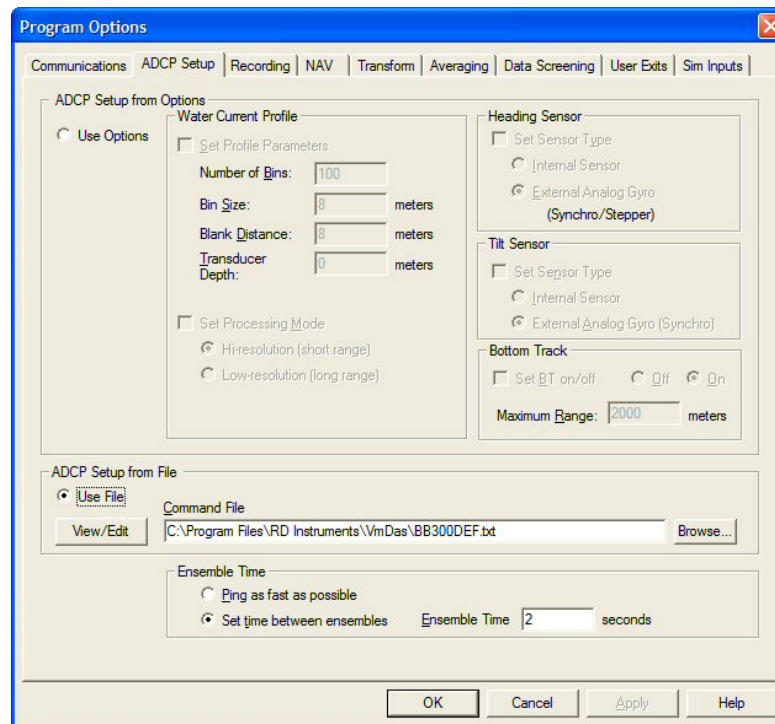 Program Options
Communications ADCP Setup Recording NAV Transform Averaging Data Screening User Exits Sim Inputs
ADCP Setup from Options
Use Options
Water Current Profile
Set Profile Parameters
Number of Bins: 100
Bin Size: 8 meters
Blank Distance: 8 meters
Transducer
Depth: 0 meters
Set Processing Mode
Hi-resolution (short range)
Low-resolution (long range)
Heading Sensor
Set Sensor Type
Internal Sensor
External Analog Gyro
(Synchro/Stepper)
Tilt Sensor
Set Sensor Type
Internal Sensor
External Analog Gyro (Synchro)
Bottom Track
Set BT on/off Off On
Maximum Range: 2000 meters
ADCP Setup from File
Use File
Command File
View/Edit C:\Program Files\RD Instruments\VmDas\BB300DEF.txt Browse...
Ensemble Time
Ping as fast as possible
Set time between ensembles Ensemble Time 2 seconds
OK Cancel Apply Help